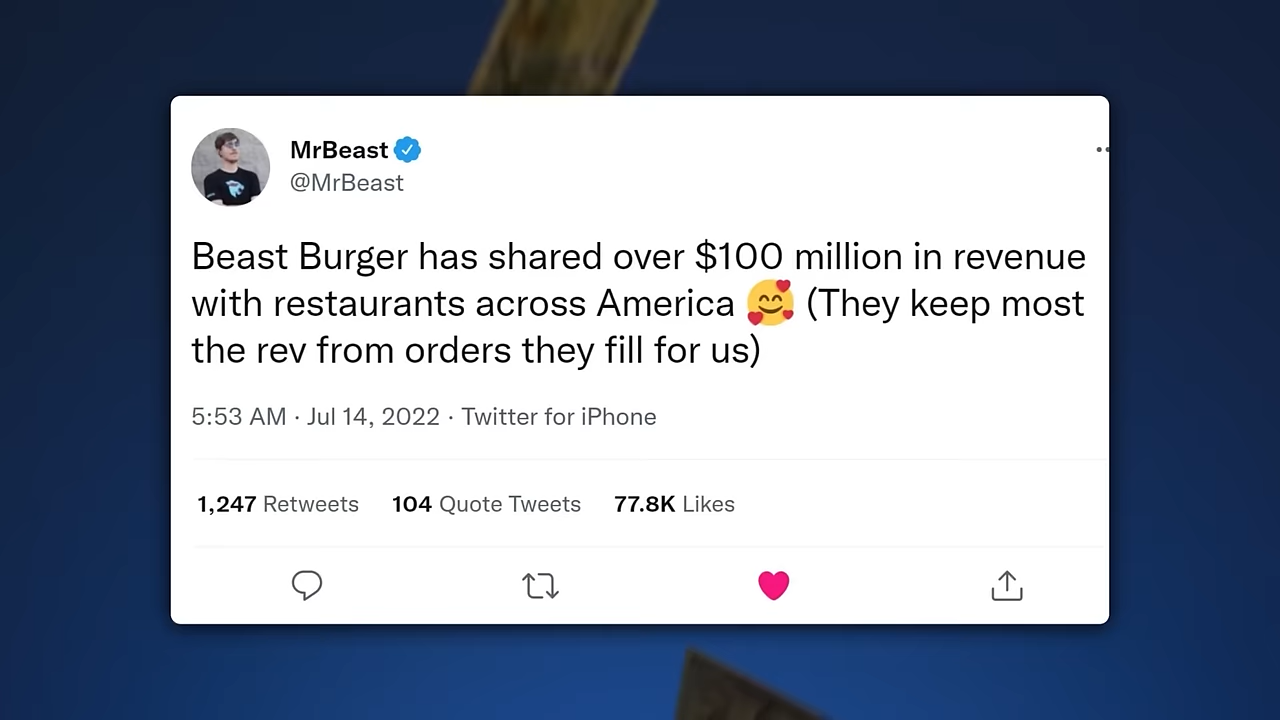 MrBeast
@MrBeast
Beast Burger has shared over $100 million in revenue
with restaurants across America 🥰 (They keep most
the rev from orders they fill for us)
5:53 AM · Jul 14, 2022 · Twitter for iPhone
1,247 Retweets 104 Quote Tweets 77.8K Likes